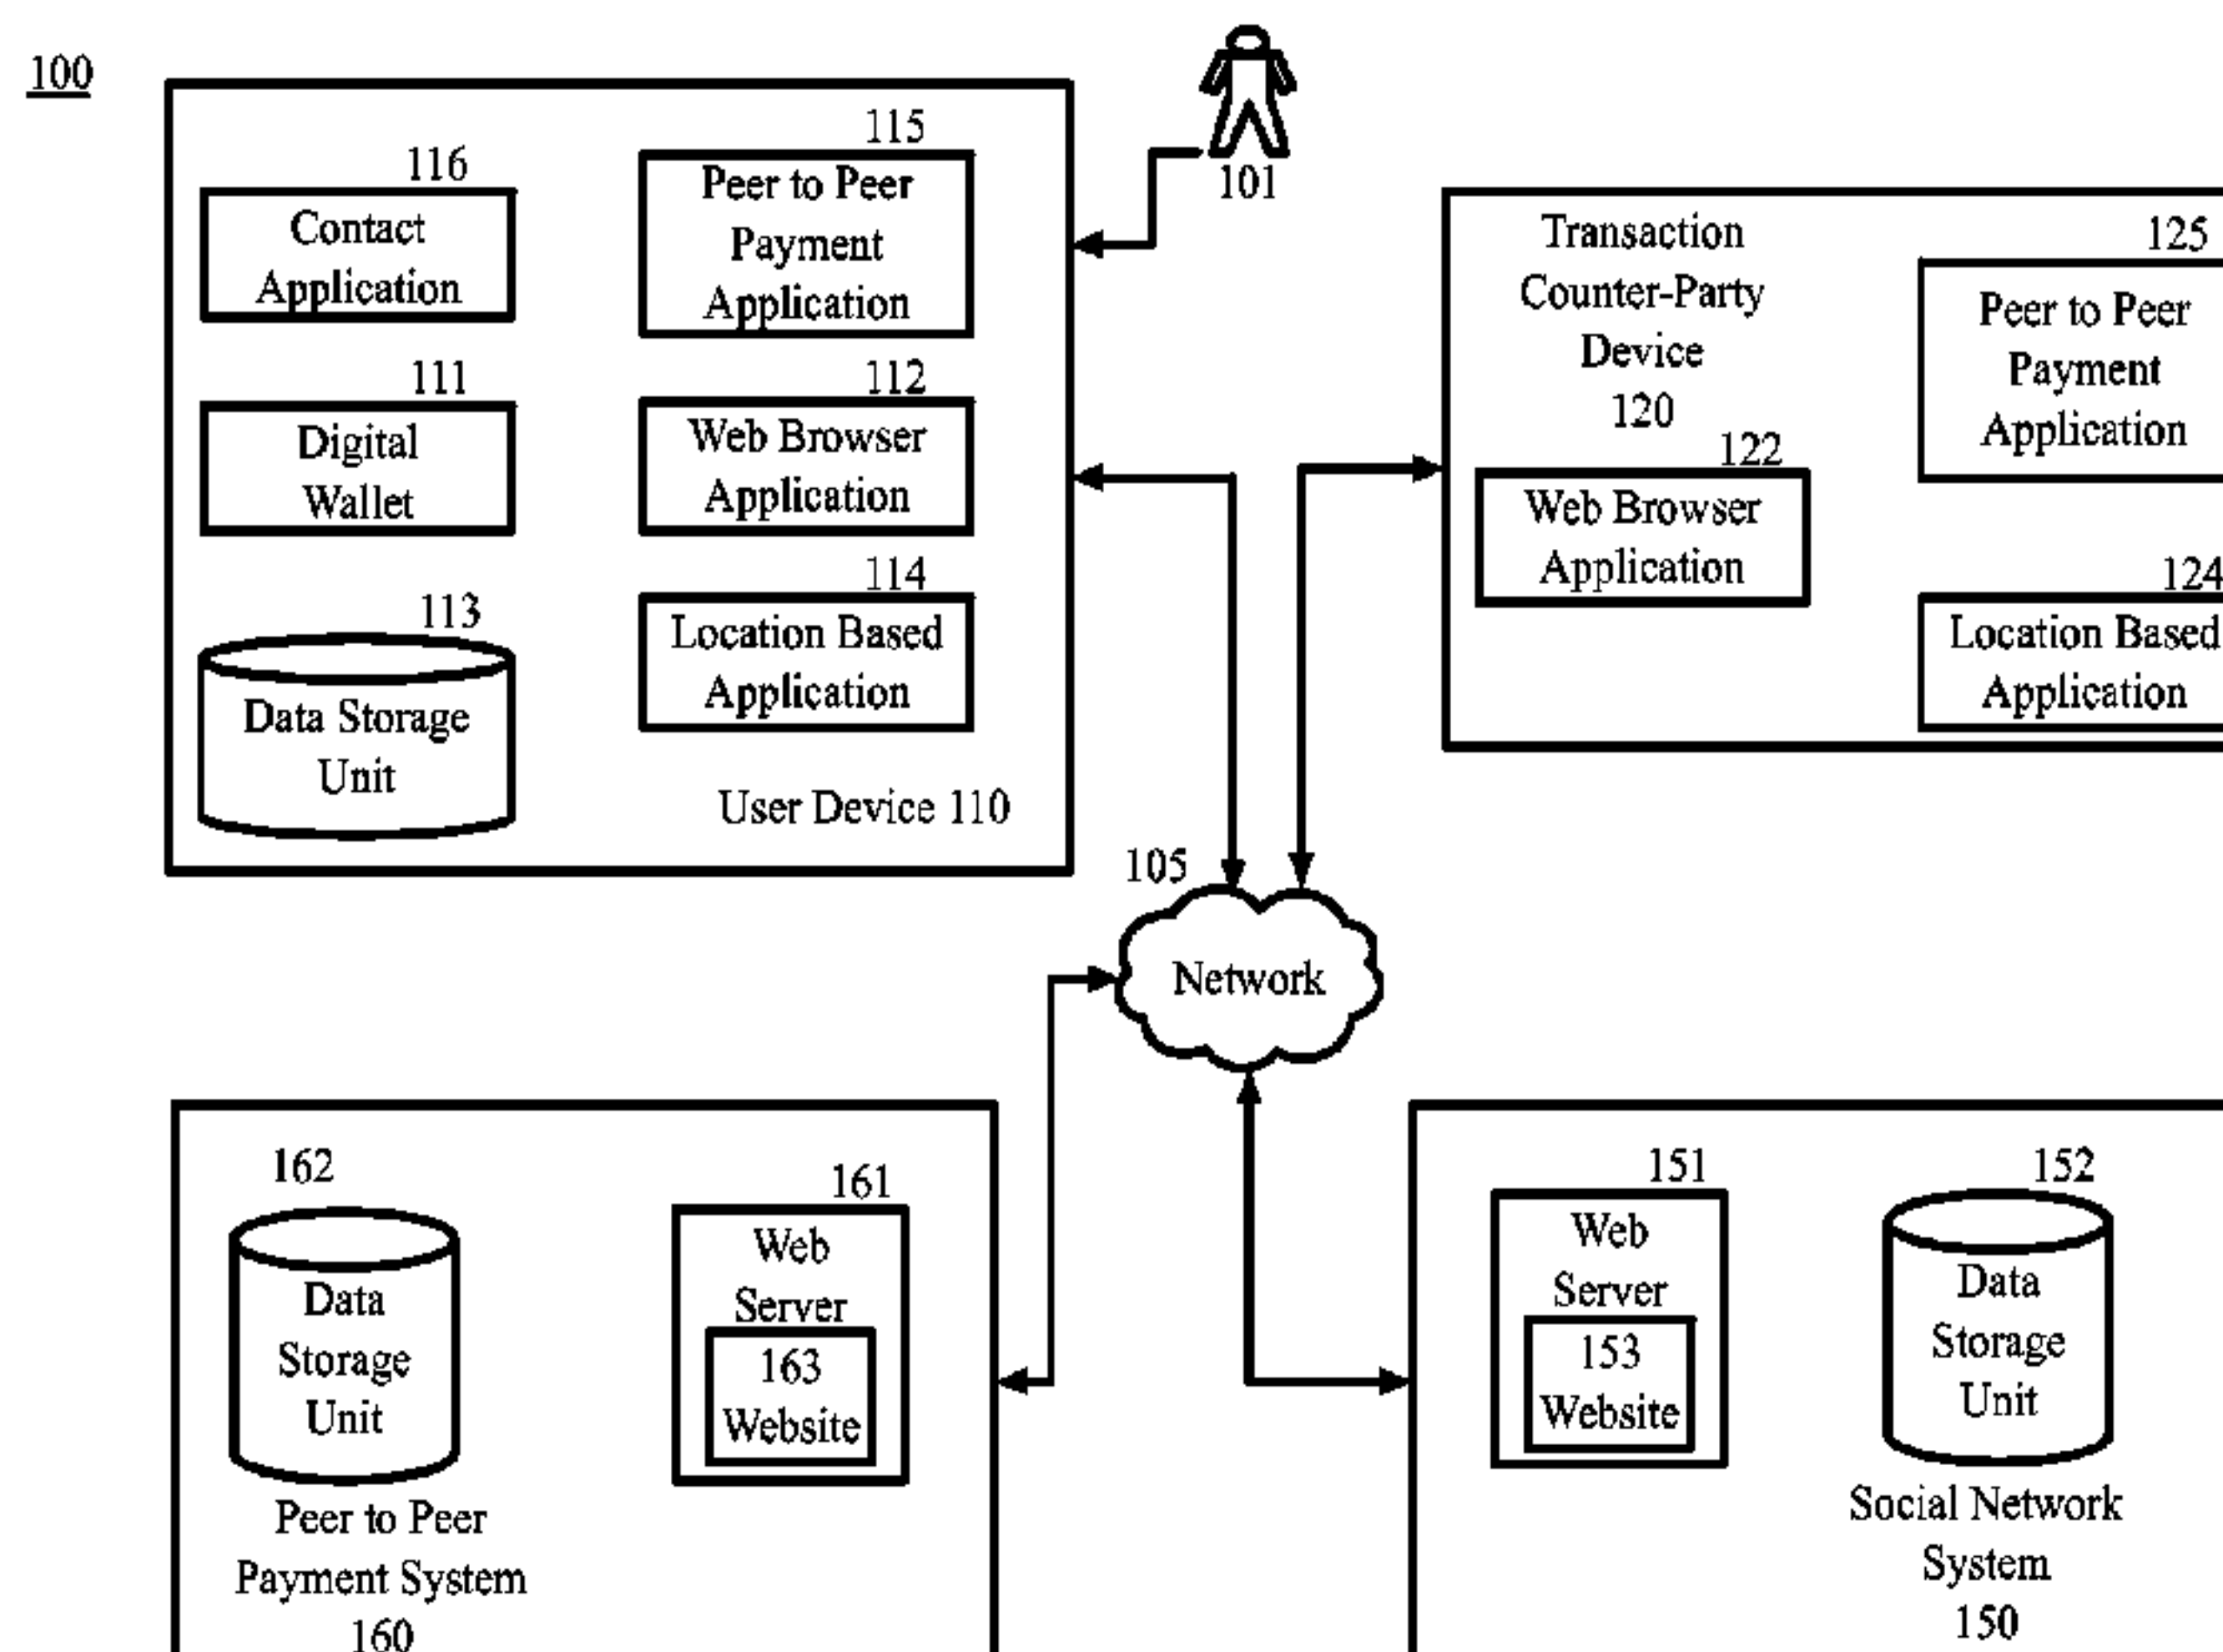 100
116
Contact
Application
115
Peer to Peer
Payment
Application
111
Digital
Wallet
112
Web Browser
Application
113
Data Storage
Unit
114
Location Based
Application
User Device 110
101
Transaction
Counter-Party
Device
120
125
Peer to Peer
Payment
Application
122
Web Browser
Application
124
Location Based
Application
105
Network
162
Data
Storage
Unit
161
Web
Server
163
Website
Peer to Peer
Payment System
160
151
Web
Server
153
Website
152
Data
Storage
Unit
Social Network
System
150